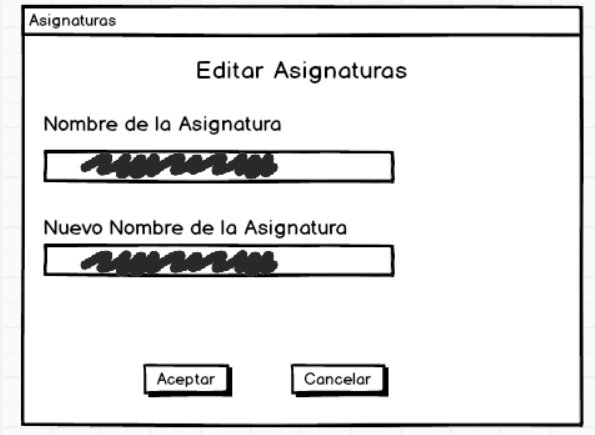 Asignaturas
Editar Asignaturas
Nombre de la Asignatura
Nuevo Nombre de la Asignatura
Aceptar Cancelar